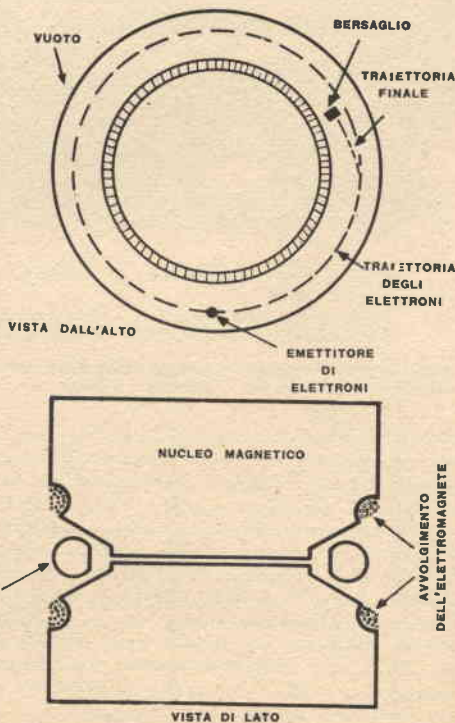 VUOTO
BERSAGLIO
TRAIETTORIA
FINALE
TRAIETTORIA
DEGLI
ELETTRONI
VISTA DALL'ALTO
EMETTITORE
DI
ELETTRONI
NUCLEO MAGNETICO
AVVOLGIMENTO
DELL'ELETTROMAGNETE
VISTA DI LATO